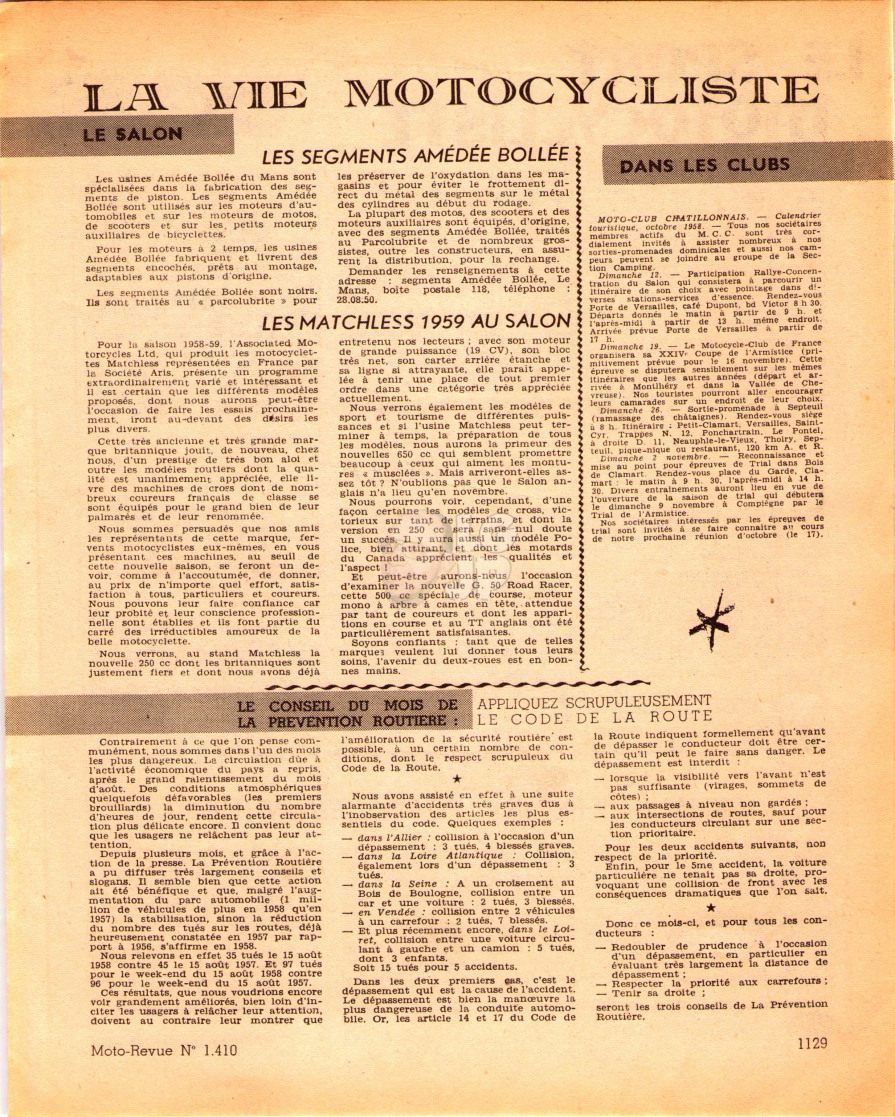 LA VIE MOTOCYCLISTE
LE SALON
LES SEGMENTS AMÉDÉE BOLLÉE
Les usines Amédée Bollée du Mans sont
spécialisées dans la fabrication des seg-
ments de piston. Les segments Amédée
Bollée sont utilisés sur les moteurs d'au-
tomobiles et sur les moteurs de motos,
de scooters et sur les petits moteurs
auxiliaires de bicyclettes.
Pour les moteurs à 2 temps, les usines
Amédée Bollée fabriquent et livrent des
segments encochés, prêts au montage,
adaptables aux pistons d'origine.
Les segments Amédée Bollée sont noirs.
Ils sont traités au « parcolubrite » pour
les préserver de l'oxydation dans les ma-
gasins et pour éviter le frottement di-
rect du métal des segments sur le métal
des cylindres au début du rodage.
La plupart des motos, des scooters et des
moteurs auxiliaires sont équipés, d'origine,
avec des segments Amédée Bollée, traités
au Parcolubrite et de nombreux gros-
sistes, outre les constructeurs, en assu-
rent la distribution, pour la rechange.
Demander les renseignements à cette
adresse : segments Amédée Bollée, Le
Mans, boîte postale 118, téléphone :
28.08.50.
LES MATCHLESS 1959 AU SALON
Pour la saison 1958-59, l'Associated Mo-
torcycles Ltd, qui produit les motocyclet-
tes Matchless représentées en France par
la Société Aris, présente un programme
extraordinairement varié et intéressant et
il est certain que les différents modèles
proposés, dont nous aurons peut-être
l'occasion de faire les essais prochaine-
ment, iront au-devant des désirs les
plus divers.
Cette très ancienne et très grande mar-
que britannique jouit, de nouveau, chez
nous, d'un prestige de très bon aloi et
outre les modèles routiers dont la qua-
lité est unanimement appréciée, elle li-
vre des machines de cross dont de nom-
breux coureurs français de classe se
sont équipés pour le grand bien de leur
palmarès et de leur renommée.
Nous sommes persuadés que nos amis
les représentants de cette marque, fer-
vents motocyclistes eux-mêmes, en vous
présentant ces machines, au seuil de
cette nouvelle saison, se feront un de-
voir, comme à l'accoutumée, de donner,
au prix de n'importe quel effort, satis-
faction à tous, particuliers et coureurs.
Nous pouvons leur faire confiance car
leur probité et leur conscience profession-
nelle sont établies et ils font partie du
carré des irréductibles amoureux de la
belle motocyclette.
Nous verrons, au stand Matchless la
nouvelle 250 cc dont les britanniques sont
justement fiers et dont nous avons déjà
entretenu nos lecteurs ; avec son moteur
de grande puissance (19 CV), son bloc
très net, son carter arrière étanche et
sa ligne si attrayante, elle paraît appe-
lée à tenir une place de tout premier
ordre dans une catégorie très appréciée
actuellement.
Nous verrons également les modèles de
sport et tourisme de différentes puis-
sances et si l'usine Matchless peut ter-
miner à temps, la préparation de tous
les modèles, nous aurons la primeur des
nouvelles 650 cc qui semblent promettre
beaucoup à ceux qui aiment les montu-
res « musclées ». Mais arriveront-elles as-
sez tôt ? N'oublions pas que le Salon an-
glais n'a lieu qu'en novembre.
Nous pourrons voir, cependant, d'une
façon certaine les modèles de cross, vic-
torieux sur tant de terrains, et dont la
version en 250 cc sera sans nul doute
un succès. Il y aura aussi un modèle Po-
lice, bien attirant, et dont les motards
du Canada apprécient les qualités et
l'aspect !
Et peut-être aurons-nous l'occasion
d'examiner la nouvelle G. 50 Road Racer,
cette 500 cc spéciale de course, moteur
mono à arbre à cames en tête, attendue
par tant de coureurs et dont les appari-
tions en course et au TT anglais ont été
particulièrement satisfaisantes.
Soyons confiants : tant que de telles
marques veulent lui donner tous leurs
soins, l'avenir du deux-roues est en bon-
nes mains.
DANS LES CLUBS
MOTO-CLUB CHATILLONNAIS. — Calendrier
touristique, octobre 1958. — Tous nos sociétaires
membres actifs du M. C. C. sont très cor-
dialement invités à assister nombreux à nos
sorties-promenades dominicales et aussi nos cam-
peurs peuvent se joindre au groupe de la Sec-
tion Camping.
Dimanche 12. — Participation Rallye-Concen-
tration du Salon qui consistera à parcourir un
itinéraire de son choix avec pointage dans di-
verses stations-services d'essence. Rendez-vous
Porte de Versailles, café Dupont, bd Victor 8 h 30.
Départs donnés le matin à partir de 9 h. et
l'après-midi à partir de 13 h. même endroit.
Arrivée prévue Porte de Versailles à partir de
17 h.
Dimanche 19. — Le Motocycle-Club de France
organisera sa XXIVe Coupe de l'Armistice (pri-
mitivement prévue pour le 16 novembre). Cette
épreuve se disputera sensiblement sur les mêmes
itinéraires que les autres années (départ et ar-
rivée à Montlhéry et dans la Vallée de Che-
vreuse). Nos touristes pourront aller encourager
leurs camarades sur un endroit de leur choix.
Dimanche 26. — Sortie-promenade à Septeuil
(ramassage des châtaignes). Rendez-vous siège
à 8 h. Itinéraire : Petit-Clamart, Versailles, Saint-
Cyr, Trappes N. 12, Ponchartrain, Le Pontel,
à droite D. 11, Neauphle-le-Vieux, Thoiry, Sep-
teuil, pique-nique ou restaurant, 120 km A. et R.
Dimanche 2 novembre. — Reconnaissance et
mise au point pour épreuves de Trial dans Bois
de Clamart. Rendez-vous place du Garde, Cla-
mart : le matin à 9 h. 30, l'après-midi à 14 h.
30. Divers entraînements auront lieu en vue de
l'ouverture de la saison de trial qui débutera
le dimanche 9 novembre à Compiègne par le
Trial de l'Armistice.
Nos sociétaires intéressés par les épreuves de
trial sont invités à se faire connaître au cours
de notre prochaine réunion d'octobre (le 17).
LE CONSEIL DU MOIS DE
LA PREVENTION ROUTIERE :
APPLIQUEZ SCRUPULEUSEMENT
LE CODE DE LA ROUTE
Contrairement à ce que l'on pense com-
munément, nous sommes dans l'un des mois
les plus dangereux. La circulation dûe à
l'activité économique du pays a repris,
après le grand ralentissement du mois
d'août. Des conditions atmosphériques
quelquefois défavorables (les premiers
brouillards) la diminution du nombre
d'heures de jour, rendent cette circula-
tion plus délicate encore. Il convient donc
que les usagers ne relâchent pas leur at-
tention.
Depuis plusieurs mois, et grâce à l'ac-
tion de la presse. La Prévention Routière
a pu diffuser très largement conseils et
slogans. Il semble bien que cette action
ait été bénéfique et que, malgré l'aug-
mentation du parc automobile (1 mil-
lion de véhicules de plus en 1958 qu'en
1957) la stabilisation, sinon la réduction
du nombre des tués sur les routes, déjà
heureusement constatée en 1957 par rap-
port à 1956, s'affirme en 1958.
Nous relevons en effet 35 tués le 15 août
1958 contre 45 le 15 août 1957. Et 97 tués
pour le week-end du 15 août 1958 contre
96 pour le week-end du 15 août 1957.
Ces résultats, que nous voudrions encore
voir grandement améliorés, bien loin d'in-
citer les usagers à relâcher leur attention,
doivent au contraire leur montrer que
l'amélioration de la sécurité routière est
possible, à un certain nombre de con-
ditions, dont le respect scrupuleux du
Code de la Route.
Nous avons assisté en effet à une suite
alarmante d'accidents très graves dus à
l'inobservation des articles les plus es-
sentiels du code. Quelques exemples :
— dans l'Allier : collision à l'occasion d'un
dépassement : 3 tués, 4 blessés graves.
— dans la Loire Atlantique : Collision,
également lors d'un dépassement : 3
tués.
— dans la Seine : A un croisement au
Bois de Boulogne, collision entre un
car et une voiture : 2 tués, 3 blessés.
— en Vendée : collision entre 2 véhicules
à un carrefour : 2 tués, 7 blessés.
— Et plus récemment encore, dans le Loi-
ret, collision entre une voiture circu-
lant à gauche et un camion : 5 tués,
dont 3 enfants.
Soit 15 tués pour 5 accidents.
Dans les deux premiers cas, c'est le
dépassement qui est la cause de l'accident.
Le dépassement est bien la manœuvre la
plus dangereuse de la conduite automo-
bile. Or, les article 14 et 17 du Code de
la Route indiquent formellement qu'avant
de dépasser le conducteur doit être cer-
tain qu'il peut le faire sans danger. Le
dépassement est interdit :
— lorsque la visibilité vers l'avant n'est
pas suffisante (virages, sommets de
côtes) ;
— aux passages à niveau non gardés ;
— aux intersections de routes, sauf pour
les conducteurs circulant sur une sec-
tion prioritaire.
Pour les deux accidents suivants, non
respect de la priorité.
Enfin, pour le 5me accident, la voiture
particulière ne tenait pas sa droite, pro-
voquant une collision de front avec les
conséquences dramatiques que l'on sait.
Donc ce mois-ci, et pour tous les con-
ducteurs :
— Redoubler de prudence à l'occasion
d'un dépassement, en particulier en
évaluant très largement la distance de
dépassement ;
— Respecter la priorité aux carrefours ;
— Tenir sa droite ;
seront les trois conseils de La Prévention
Routière.
Moto-Revue N° 1.410
1129